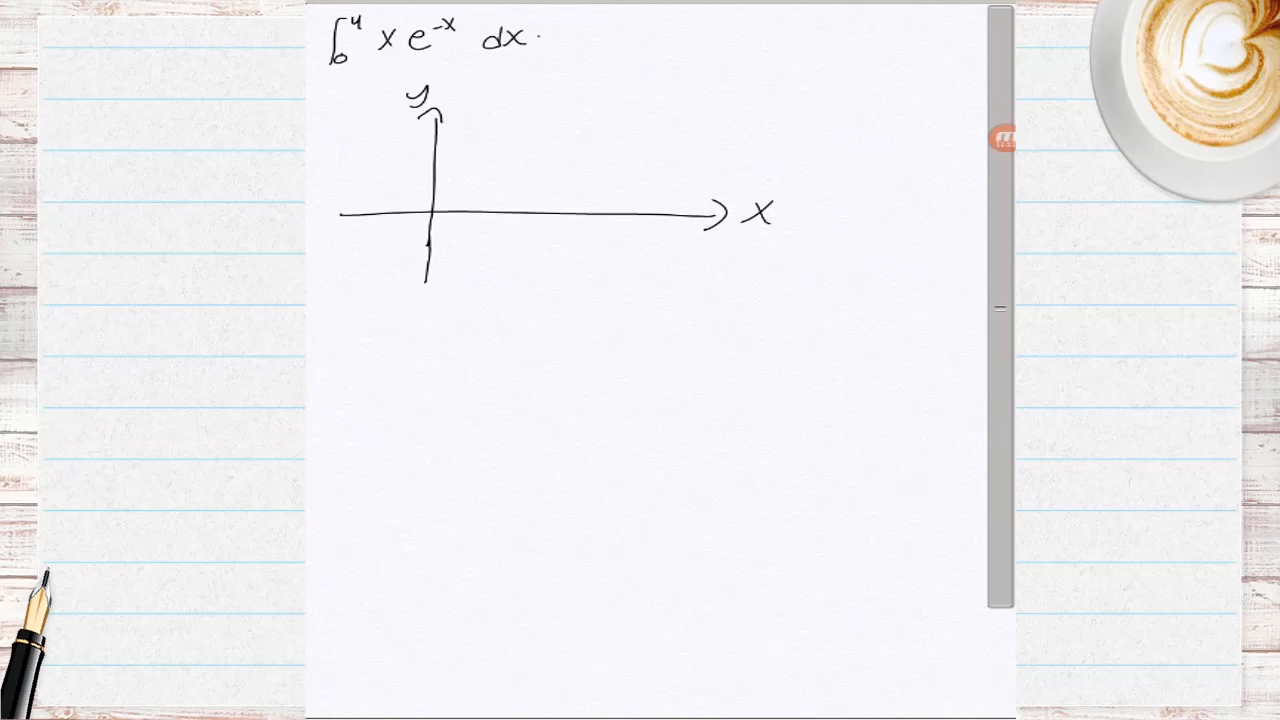 ∫₀⁴ x e⁻ˣ dx.
y
x